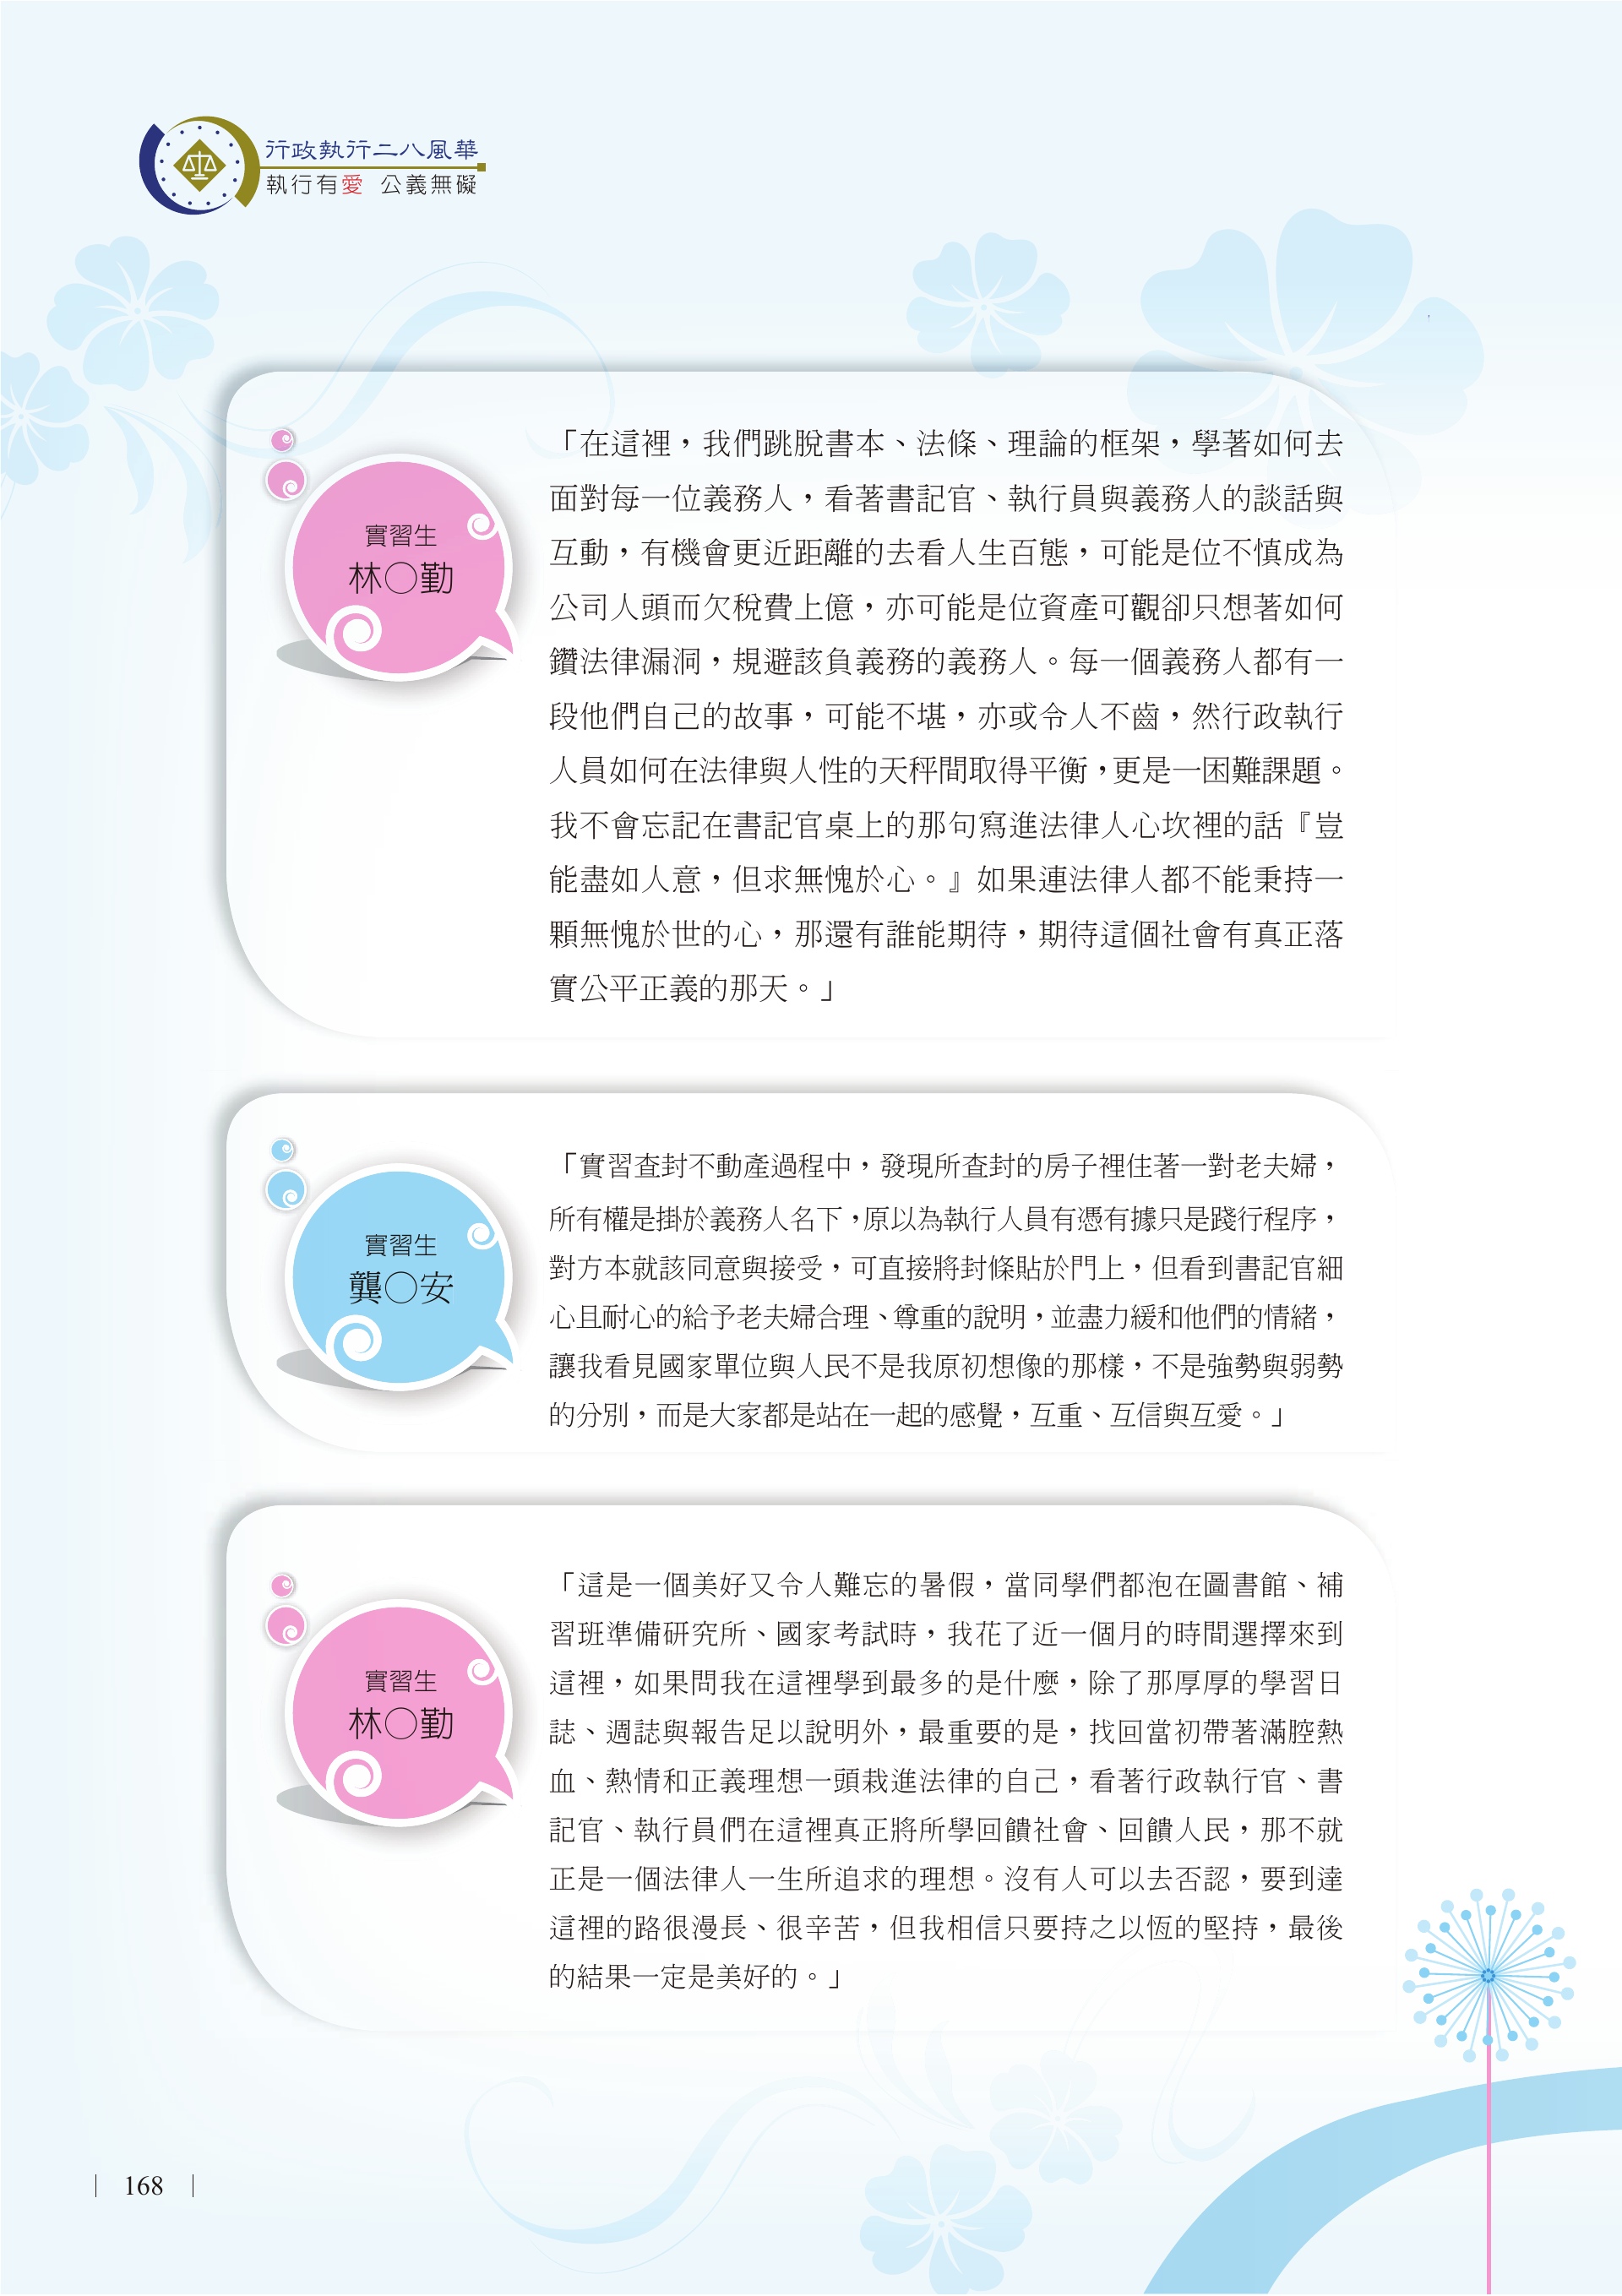 行政執行二八風華
執行有愛 公義無礙
實習生
林○勤
「在這裡，我們跳脫書本、法條、理論的框架，學著如何去
面對每一位義務人，看著書記官、執行員與義務人的談話與
互動，有機會更近距離的去看人生百態，可能是位不慎成為
公司人頭而欠稅費上億，亦可能是位資產可觀卻只想著如何
鑽法律漏洞，規避該負義務的義務人。每一個義務人都有一
段他們自己的故事，可能不堪，亦或令人不齒，然行政執行
人員如何在法律與人性的天秤間取得平衡，更是一困難課題。
我不會忘記在書記官桌上的那句寫進法律人心坎裡的話『豈
能盡如人意，但求無愧於心。』如果連法律人都不能秉持一
顆無愧於世的心，那還有誰能期待，期待這個社會有真正落
實公平正義的那天。」
實習生
龔○安
「實習查封不動產過程中，發現所查封的房子裡住著一對老夫婦，
所有權是掛於義務人名下，原以為執行人員有憑有據只是踐行程序，
對方本就該同意與接受，可直接將封條貼於門上，但看到書記官細
心且耐心的給予老夫婦合理、尊重的說明，並盡力緩和他們的情緒，
讓我看見國家單位與人民不是我原初想像的那樣，不是強勢與弱勢
的分別，而是大家都是站在一起的感覺，互重、互信與互愛。」
實習生
林○勤
「這是一個美好又令人難忘的暑假，當同學們都泡在圖書館、補
習班準備研究所、國家考試時，我花了近一個月的時間選擇來到
這裡，如果問我在這裡學到最多的是什麼，除了那厚厚的學習日
誌、週誌與報告足以說明外，最重要的是，找回當初帶著滿腔熱
血、熱情和正義理想一頭栽進法律的自己，看著行政執行官、書
記官、執行員們在這裡真正將所學回饋社會、回饋人民，那不就
正是一個法律人一生所追求的理想。沒有人可以去否認，要到達
這裡的路很漫長、很辛苦，但我相信只要持之以恆的堅持，最後
的結果一定是美好的。」
168